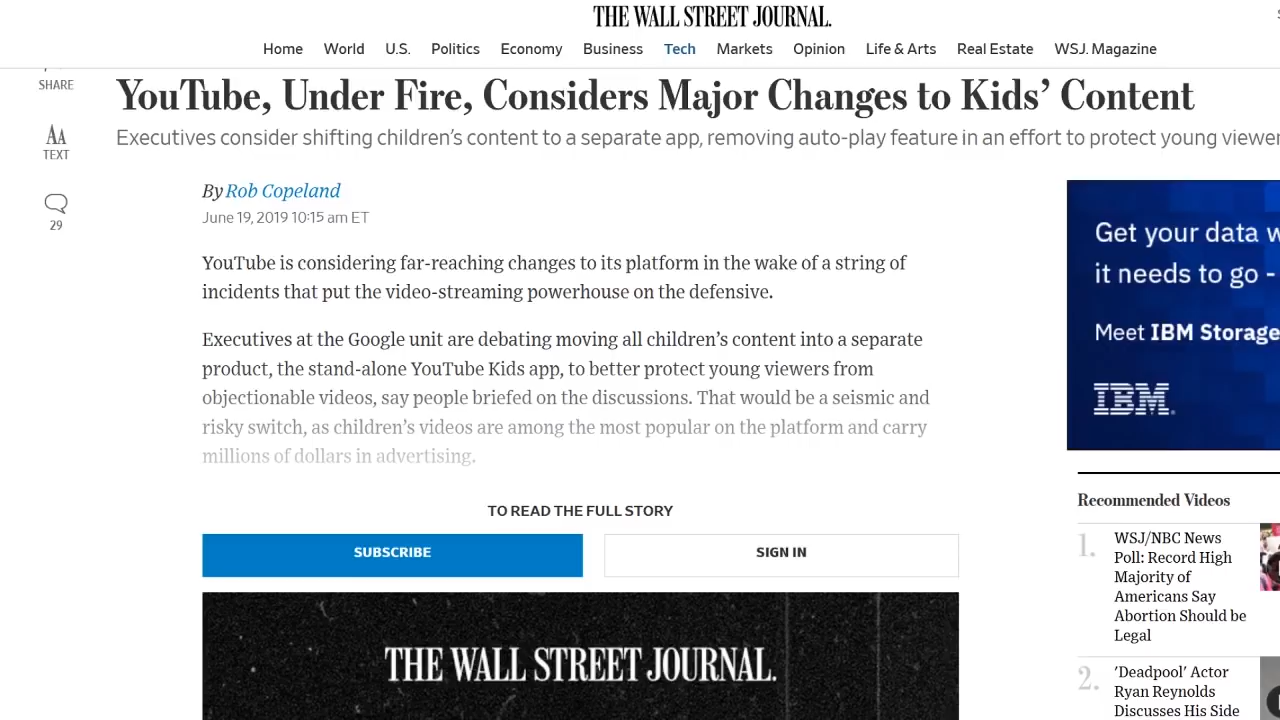 THE WALL STREET JOURNAL.
Home World U.S. Politics Economy Business Tech Markets Opinion Life & Arts Real Estate WSJ. Magazine
SHARE
YouTube, Under Fire, Considers Major Changes to Kids’ Content
Executives consider shifting children’s content to a separate app, removing auto-play feature in an effort to protect young viewer
AA
TEXT
29
By Rob Copeland
June 19, 2019 10:15 am ET
YouTube is considering far-reaching changes to its platform in the wake of a string of
incidents that put the video-streaming powerhouse on the defensive.
Executives at the Google unit are debating moving all children’s content into a separate
product, the stand-alone YouTube Kids app, to better protect young viewers from
objectionable videos, say people briefed on the discussions. That would be a seismic and
risky switch, as children’s videos are among the most popular on the platform and carry
millions of dollars in advertising.
TO READ THE FULL STORY
SUBSCRIBE
SIGN IN
THE WALL STREET JOURNAL.
Get your data w
it needs to go -
Meet IBM Storage
IBM.
Recommended Videos
1. WSJ/NBC News
Poll: Record High
Majority of
Americans Say
Abortion Should be
Legal
2. 'Deadpool' Actor
Ryan Reynolds
Discusses His Side